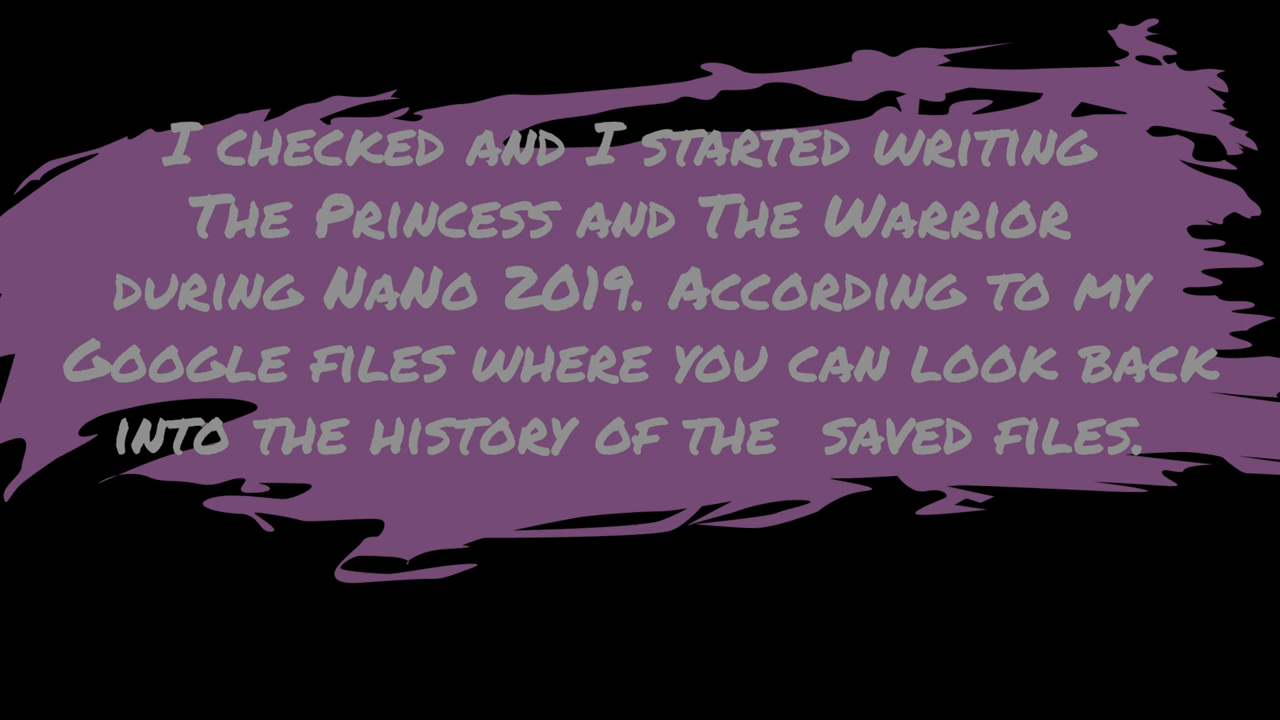 I checked and I started writing
The Princess and The Warrior
during NaNo 2019. According to my
Google files where you can look back
into the history of the  saved files.